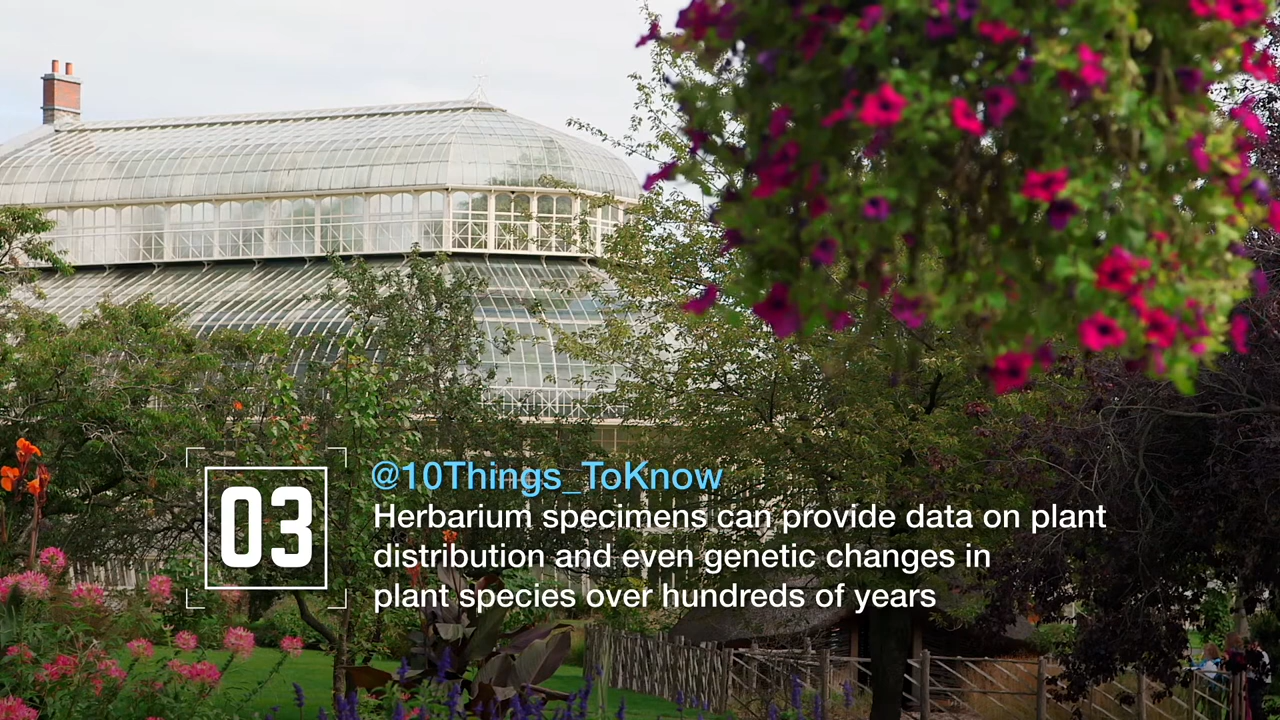 03
@10Things_ToKnow
Herbarium specimens can provide data on plant
distribution and even genetic changes in
plant species over hundreds of years